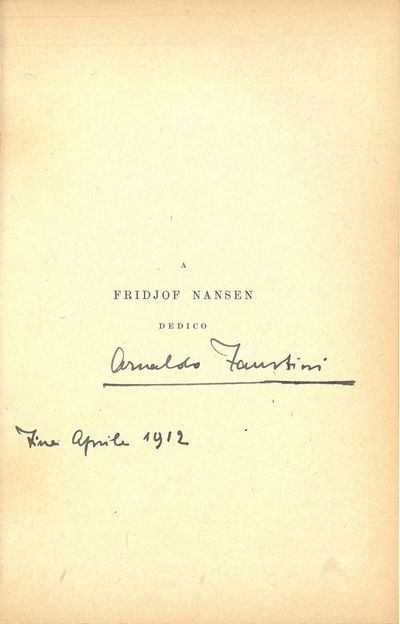 A
FRIDJOF NANSEN
DEDICO
Arnaldo Faustini
Fine Aprile 1912